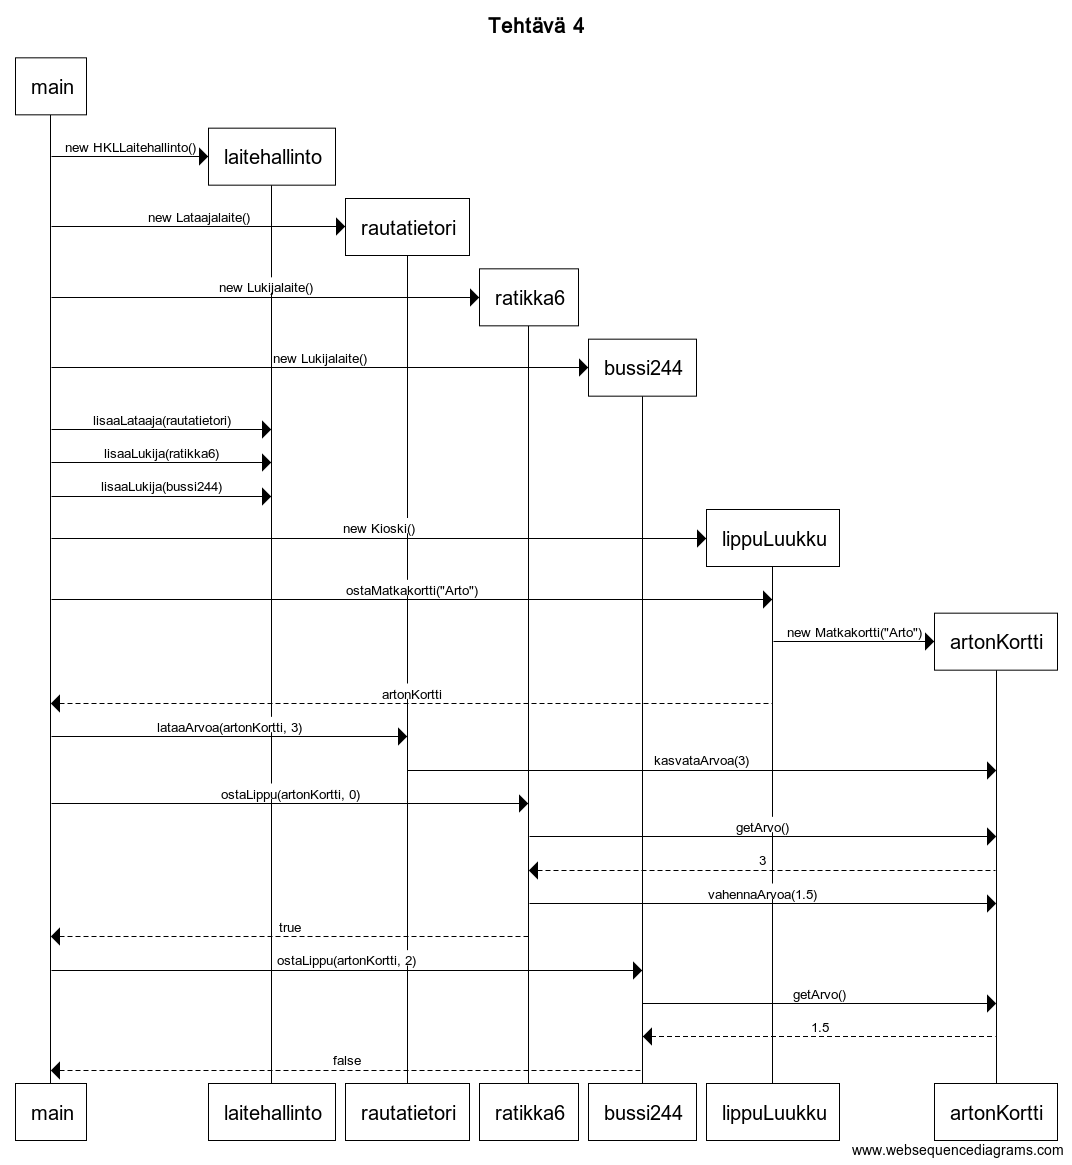 Tehtävä 4
main
new HKLLaitehallinto()
laitehallinto
new Lataajalaite()
rautatietori
new Lukijalaite()
ratikka6
new Lukijalaite()
bussi244
lisaaLataaja(rautatietori)
lisaaLukija(ratikka6)
lisaaLukija(bussi244)
new Kioski()
lippuLuukku
ostaMatkakortti("Arto")
new Matkakortti("Arto")
artonKortti
artonKortti
lataaArvoa(artonKortti, 3)
kasvataArvoa(3)
ostaLippu(artonKortti, 0)
getArvo()
3
vahennaArvoa(1.5)
true
ostaLippu(artonKortti, 2)
getArvo()
1.5
false
main laitehallinto rautatietori ratikka6 bussi244 lippuLuukku artonKortti
www.websequencediagrams.com